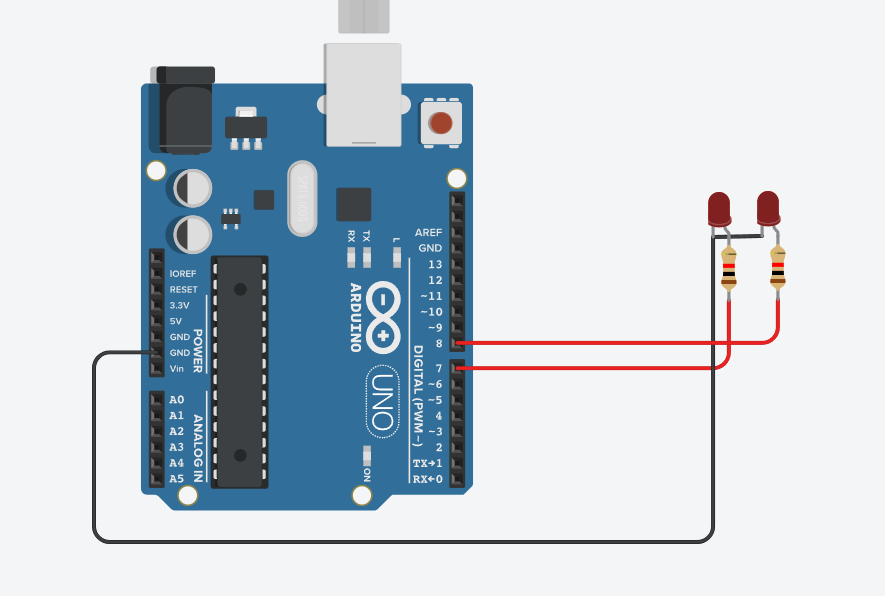 AREF
GND
13
12
~11
~10
~9
8
7
~6
~5
4
~3
2
TX→1
RX←0
DIGITAL (PWM~)
IOREF
RESET
3.3V
5V
GND
GND
Vin
POWER
A0
A1
A2
A3
A4
A5
ANALOG IN
RX
TX
L
ARDUINO
UNO
ON